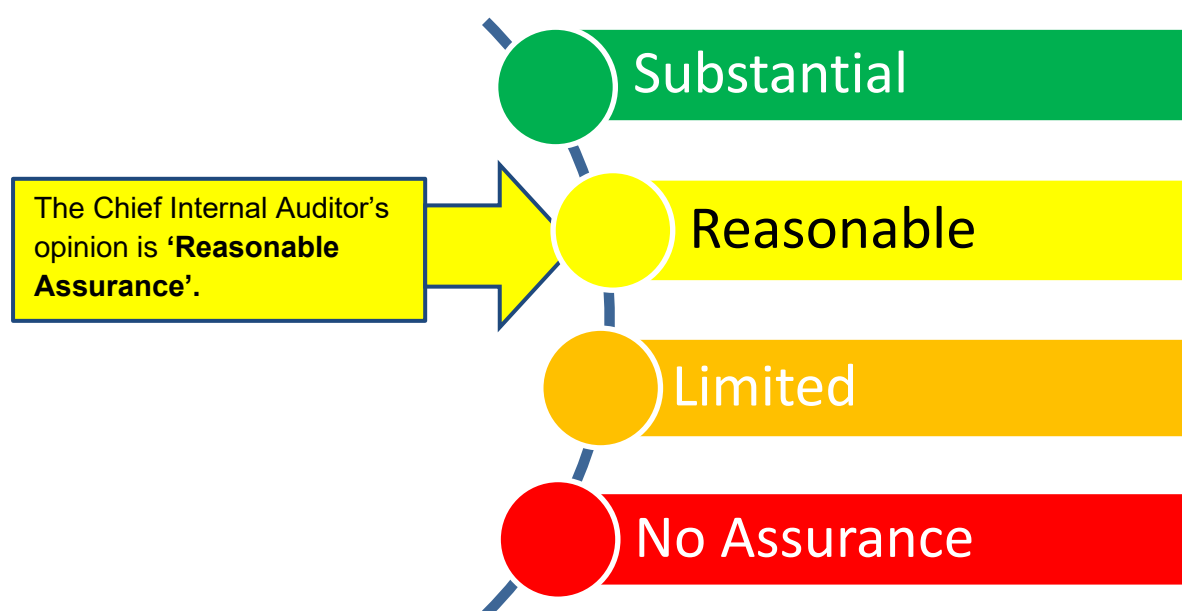 Substantial
The Chief Internal Auditor’s
opinion is ‘Reasonable
Assurance’.
Reasonable
Limited
No Assurance